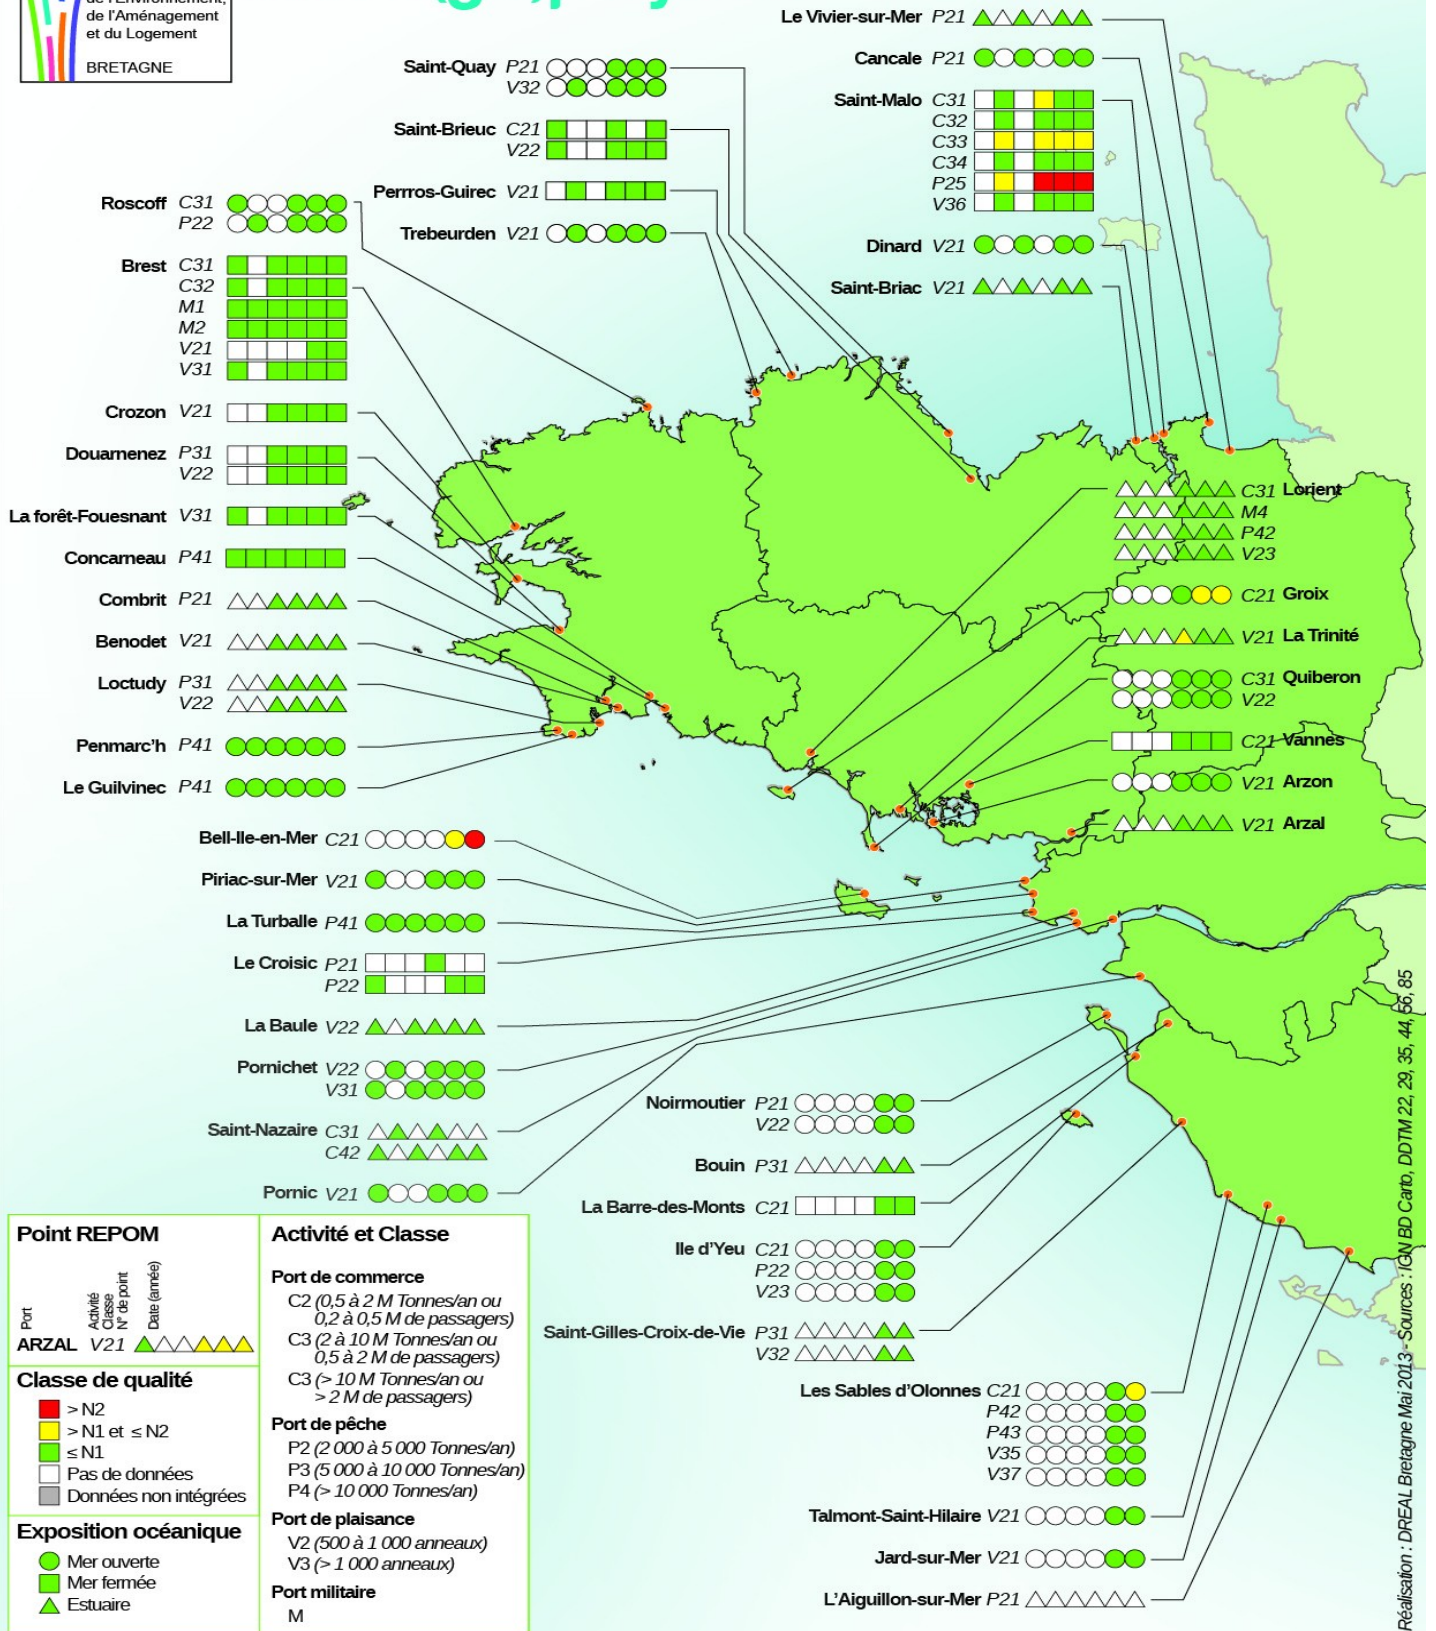 de l'Environnement,
de l'Aménagement
et du Logement
BRETAGNE
Le Vivier-sur-Mer P21
Cancale P21
Saint-Malo C31
C32
C33
C34
P25
V36
Dinard V21
Saint-Briac V21
Saint-Quay P21
V32
Saint-Brieuc C21
V22
Perrros-Guirec V21
Trebeurden V21
Roscoff C31
P22
Brest C31
C32
M1
M2
V21
V31
Crozon V21
Douarnenez P31
V22
La forêt-Fouesnant V31
Concarneau P41
Combrit P21
Benodet V21
Loctudy P31
V22
Penmarc'h P41
Le Guilvinec P41
C31 Lorient
M4
P42
V23
C21 Groix
V21 La Trinité
C31 Quiberon
V22
C21 Vannes
V21 Arzon
V21 Arzal
Bell-Ile-en-Mer C21
Piriac-sur-Mer V21
La Turballe P41
Le Croisic P21
P22
La Baule V22
Pornichet V22
V31
Saint-Nazaire C31
C42
Pornic V21
Noirmoutier P21
V22
Bouin P31
La Barre-des-Monts C21
Ile d'Yeu C21
P22
V23
Saint-Gilles-Croix-de-Vie P31
V32
Les Sables d'Olonnes C21
P42
P43
V35
V37
Talmont-Saint-Hilaire V21
Jard-sur-Mer V21
L'Aiguillon-sur-Mer P21
Point REPOM
Port
Activité
Classe
N° de point
Date (année)
ARZAL V21
Classe de qualité
> N2
> N1 et ≤ N2
≤ N1
Pas de données
Données non intégrées
Exposition océanique
Mer ouverte
Mer fermée
Estuaire
Activité et Classe
Port de commerce
C2 (0,5 à 2 M Tonnes/an ou
0,2 à 0,5 M de passagers)
C3 (2 à 10 M Tonnes/an ou
0,5 à 2 M de passagers)
C3 (> 10 M Tonnes/an ou
> 2 M de passagers)
Port de pêche
P2 (2 000 à 5 000 Tonnes/an)
P3 (5 000 à 10 000 Tonnes/an)
P4 (> 10 000 Tonnes/an)
Port de plaisance
V2 (500 à 1 000 anneaux)
V3 (> 1 000 anneaux)
Port militaire
M
Réalisation : DREAL Bretagne Mai 2013 - Sources : IGN BD Carto, DDTM 22, 29, 35, 44, 56, 85